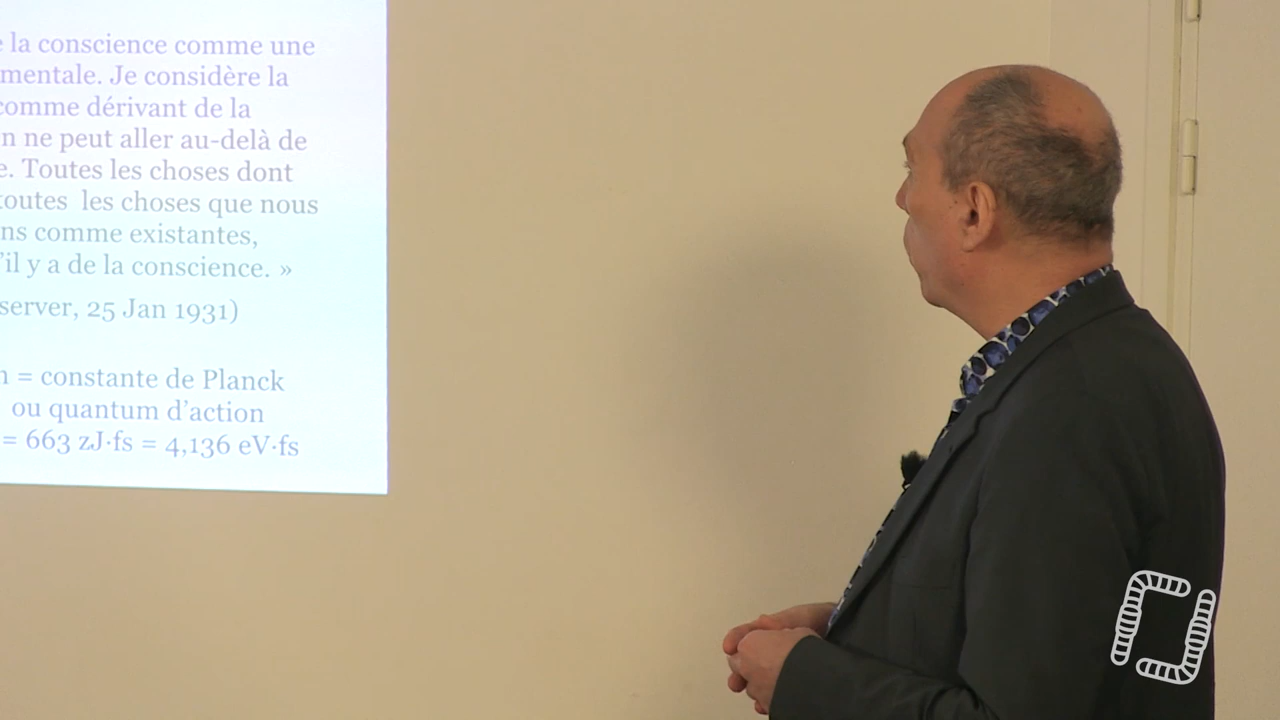 la conscience comme une
mentale. Je considère la
comme dérivant de la
ne peut aller au-delà de
Toutes les choses dont
toutes les choses que nous
ns comme existantes,
'il y a de la conscience. »
server, 25 Jan 1931)
= constante de Planck
ou quantum d'action
= 663 zJ·fs = 4,136 eV·fs